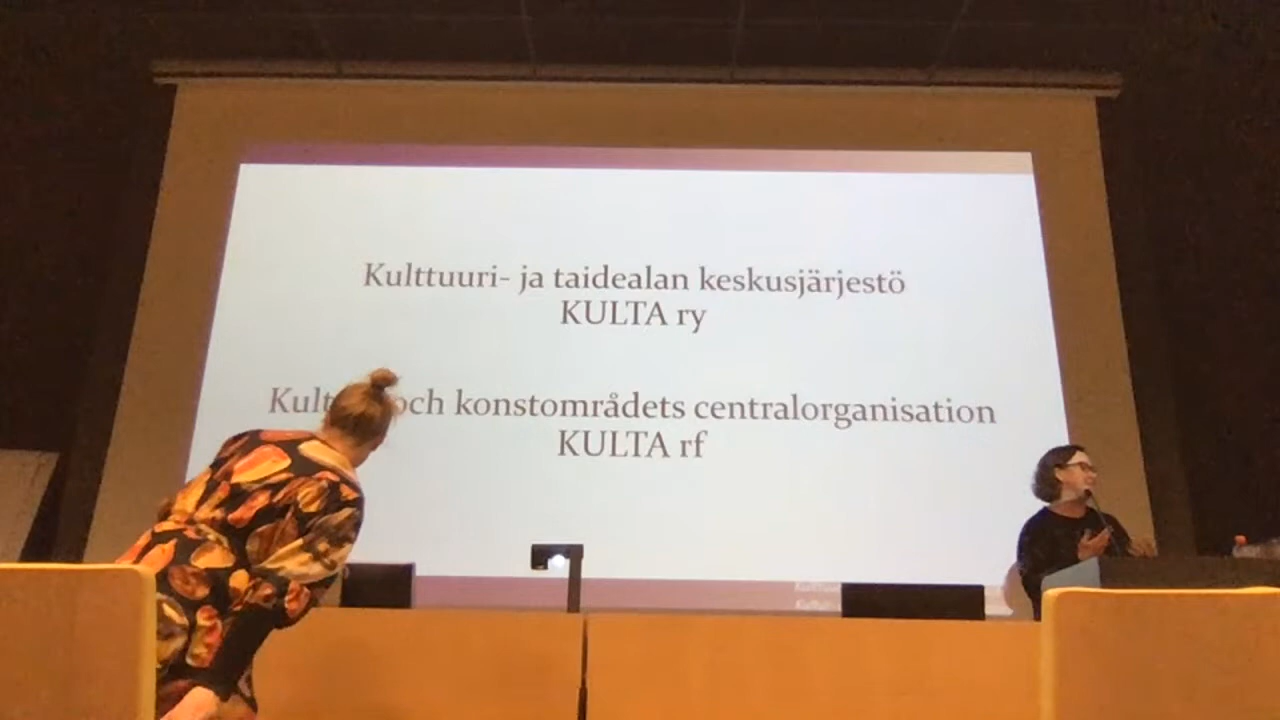 Kulttuuri- ja taidealan keskusjärjestö
KULTA ry
och konstområdets centralorganisation
KULTA rf